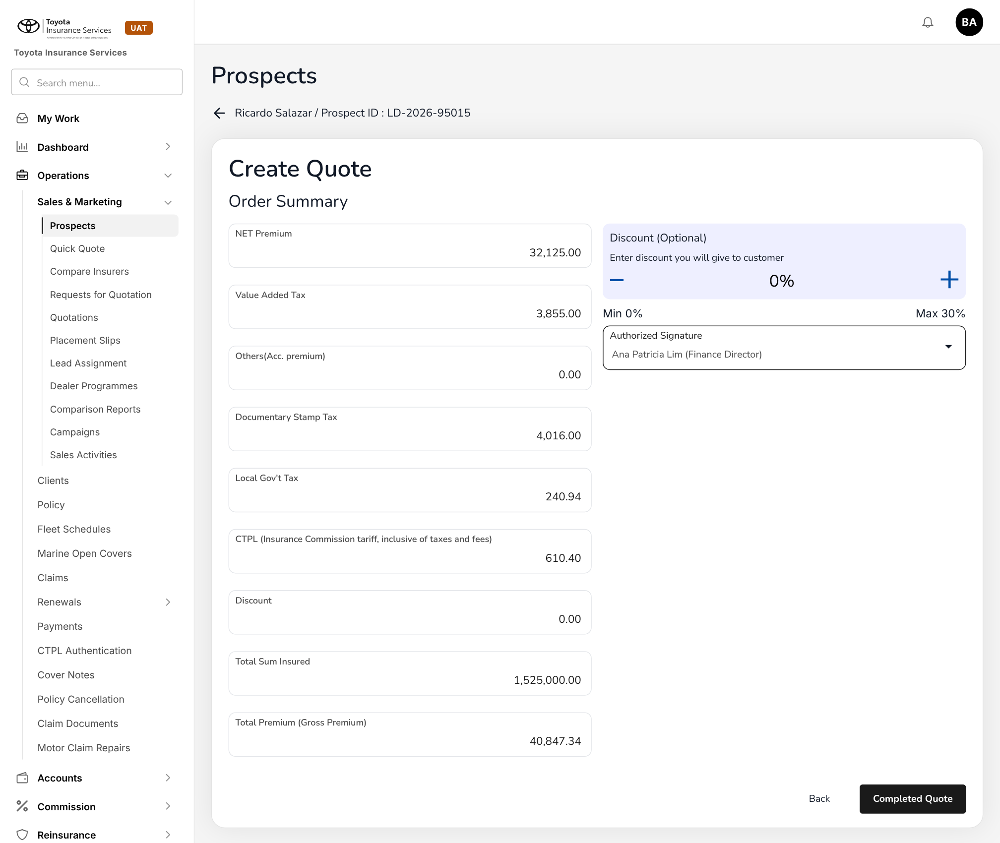 Toyota
Insurance Services
UAT
Toyota Insurance Services
Search menu...
My Work
Dashboard
Operations
Sales & Marketing
Prospects
Quick Quote
Compare Insurers
Requests for Quotation
Quotations
Placement Slips
Lead Assignment
Dealer Programmes
Comparison Reports
Campaigns
Sales Activities
Clients
Policy
Fleet Schedules
Marine Open Covers
Claims
Renewals
Payments
CTPL Authentication
Cover Notes
Policy Cancellation
Claim Documents
Motor Claim Repairs
Accounts
Commission
Reinsurance
BA
Prospects
Ricardo Salazar / Prospect ID : LD-2026-95015
Create Quote
Order Summary
NET Premium
32,125.00
Value Added Tax
3,855.00
Others(Acc. premium)
0.00
Documentary Stamp Tax
4,016.00
Local Gov't Tax
240.94
CTPL (Insurance Commission tariff, inclusive of taxes and fees)
610.40
Discount
0.00
Total Sum Insured
1,525,000.00
Total Premium (Gross Premium)
40,847.34
Discount (Optional)
Enter discount you will give to customer
0%
Min 0% Max 30%
Authorized Signature
Ana Patricia Lim (Finance Director)
Back
Completed Quote